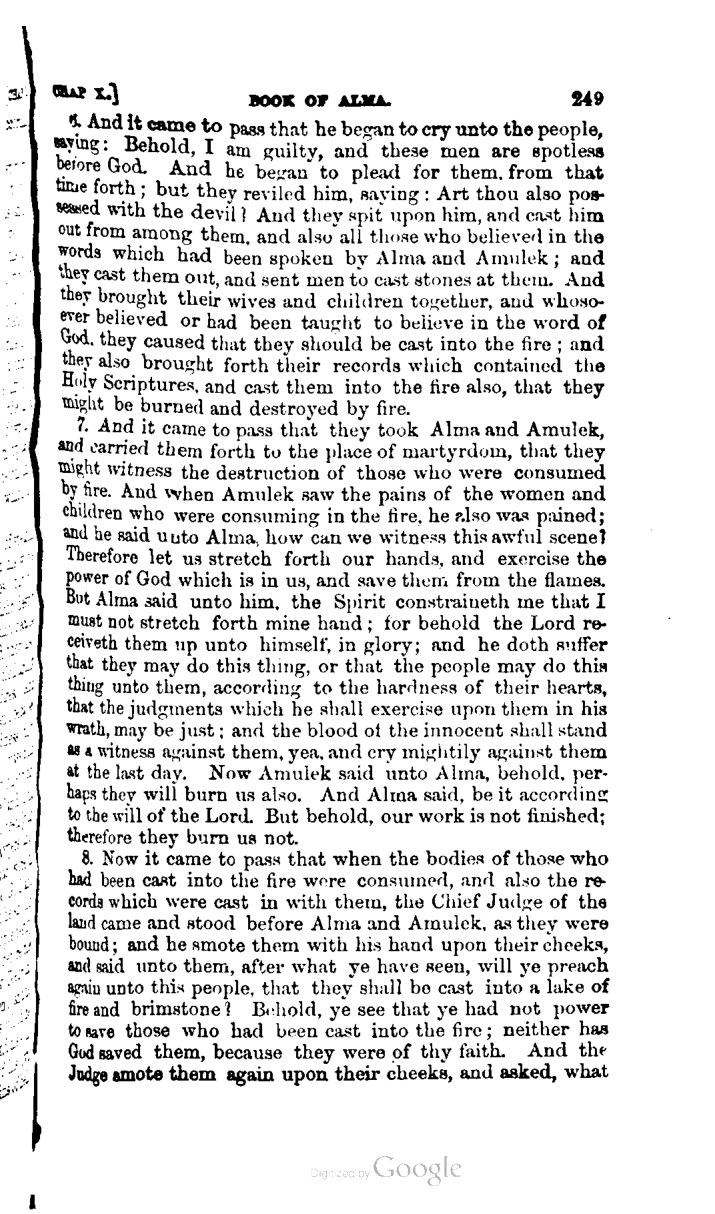 CHAP X.] BOOK OF ALMA. 249
6. And it came to pass that he began to cry unto the people,
saying: Behold, I am guilty, and these men are spotless
before God. And he began to plead for them, from that
time forth; but they reviled him, saying: Art thou also pos-
sessed with the devil? And they spit upon him, and cast him
out from among them, and also all those who believed in the
words which had been spoken by Alma and Amulek; and
they cast them out, and sent men to cast stones at them. And
they brought their wives and children together, and whoso-
ever believed or had been taught to believe in the word of
God, they caused that they should be cast into the fire; and
they also brought forth their records which contained the
Holy Scriptures, and cast them into the fire also, that they
might be burned and destroyed by fire.
7. And it came to pass that they took Alma and Amulek,
and carried them forth to the place of martyrdom, that they
might witness the destruction of those who were consumed
by fire. And when Amulek saw the pains of the women and
children who were consuming in the fire, he also was pained;
and he said unto Alma, how can we witness this awful scene?
Therefore let us stretch forth our hands, and exercise the
power of God which is in us, and save them from the flames.
But Alma said unto him, the Spirit constraineth me that I
must not stretch forth mine hand; for behold the Lord re-
ceiveth them up unto himself, in glory; and he doth suffer
that they may do this thing, or that the people may do this
thing unto them, according to the hardness of their hearts,
that the judgments which he shall exercise upon them in his
wrath, may be just; and the blood of the innocent shall stand
as a witness against them, yea, and cry mightily against them
at the last day. Now Amulek said unto Alma, behold, per-
haps they will burn us also. And Alma said, be it according
to the will of the Lord. But behold, our work is not finished;
therefore they burn us not.
8. Now it came to pass that when the bodies of those who
had been cast into the fire were consumed, and also the re-
cords which were cast in with them, the Chief Judge of the
land came and stood before Alma and Amulek, as they were
bound; and he smote them with his hand upon their cheeks,
and said unto them, after what ye have seen, will ye preach
again unto this people, that they shall be cast into a lake of
fire and brimstone? Behold, ye see that ye had not power
to save those who had been cast into the fire; neither has
God saved them, because they were of thy faith. And the
Judge smote them again upon their cheeks, and asked, what
Digitized by Google